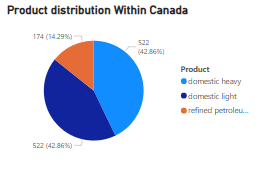 Product distribution Within Canada
174 (14.29%)
522
(42.86%)
Product
domestic heavy
domestic light
refined petroleu...
522 (42.86%)